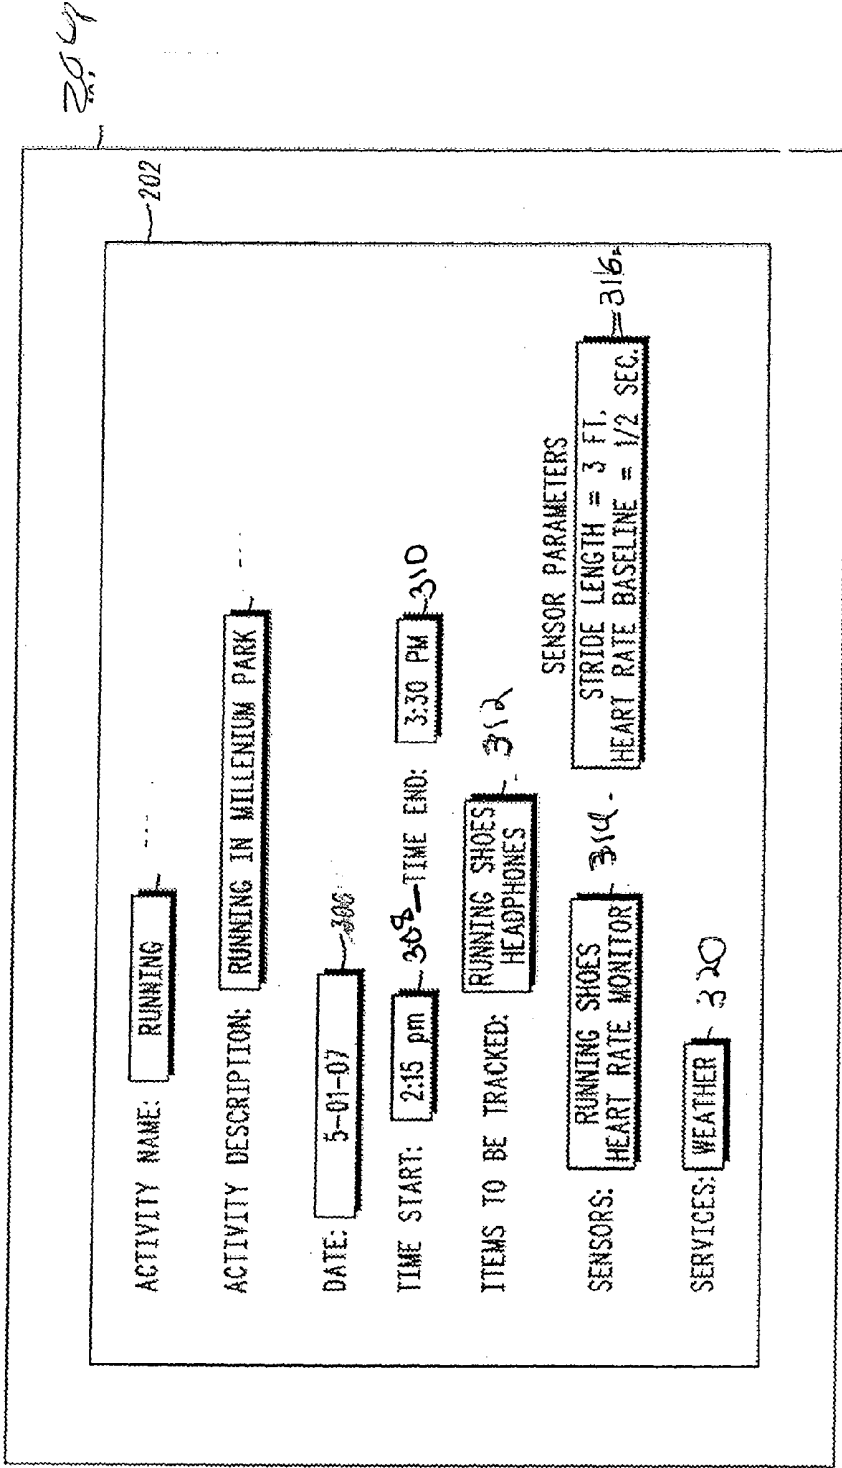 204
202
ACTIVITY NAME: RUNNING
ACTIVITY DESCRIPTION: RUNNING IN MILLENIUM PARK
DATE: 5-01-07 306
TIME START: 2:15 pm 308 TIME END: 3:30 PM 310
ITEMS TO BE TRACKED: RUNNING SHOES 312
HEADPHONES
SENSOR PARAMETERS
SENSORS: RUNNING SHOES 314 STRIDE LENGTH = 3 FT. 316
HEART RATE MONITOR HEART RATE BASELINE = 1/2 SEC.
SERVICES: WEATHER 320